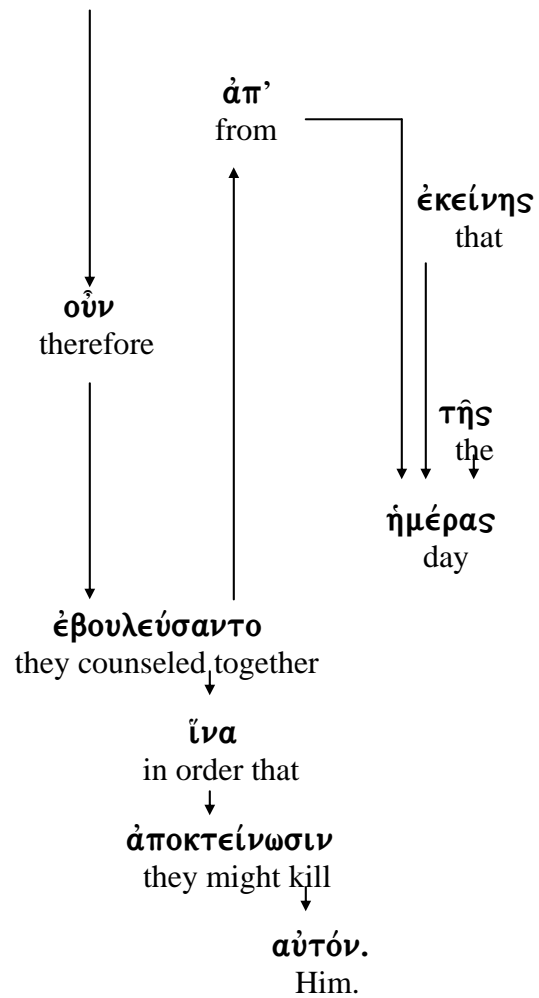 ἀπ’
from
ἐκείνης
that
οὖν
therefore
τῆς
the
ἡμέρας
day
ἐβουλεύσαντο
they counseled together
ἵνα
in order that
ἀποκτείνωσιν
they might kill
αὐτόν.
Him.